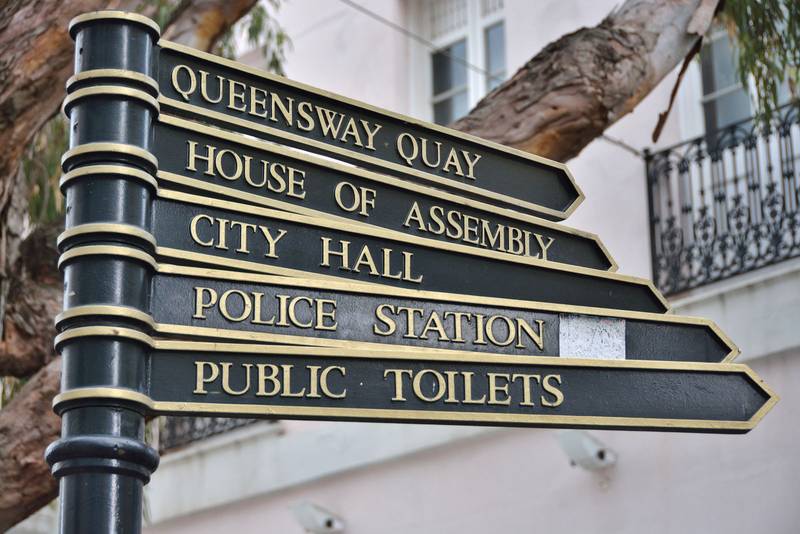 QUEENSWAY QUAY
HOUSE OF ASSEMBLY
CITY HALL
POLICE STATION
PUBLIC TOILETS